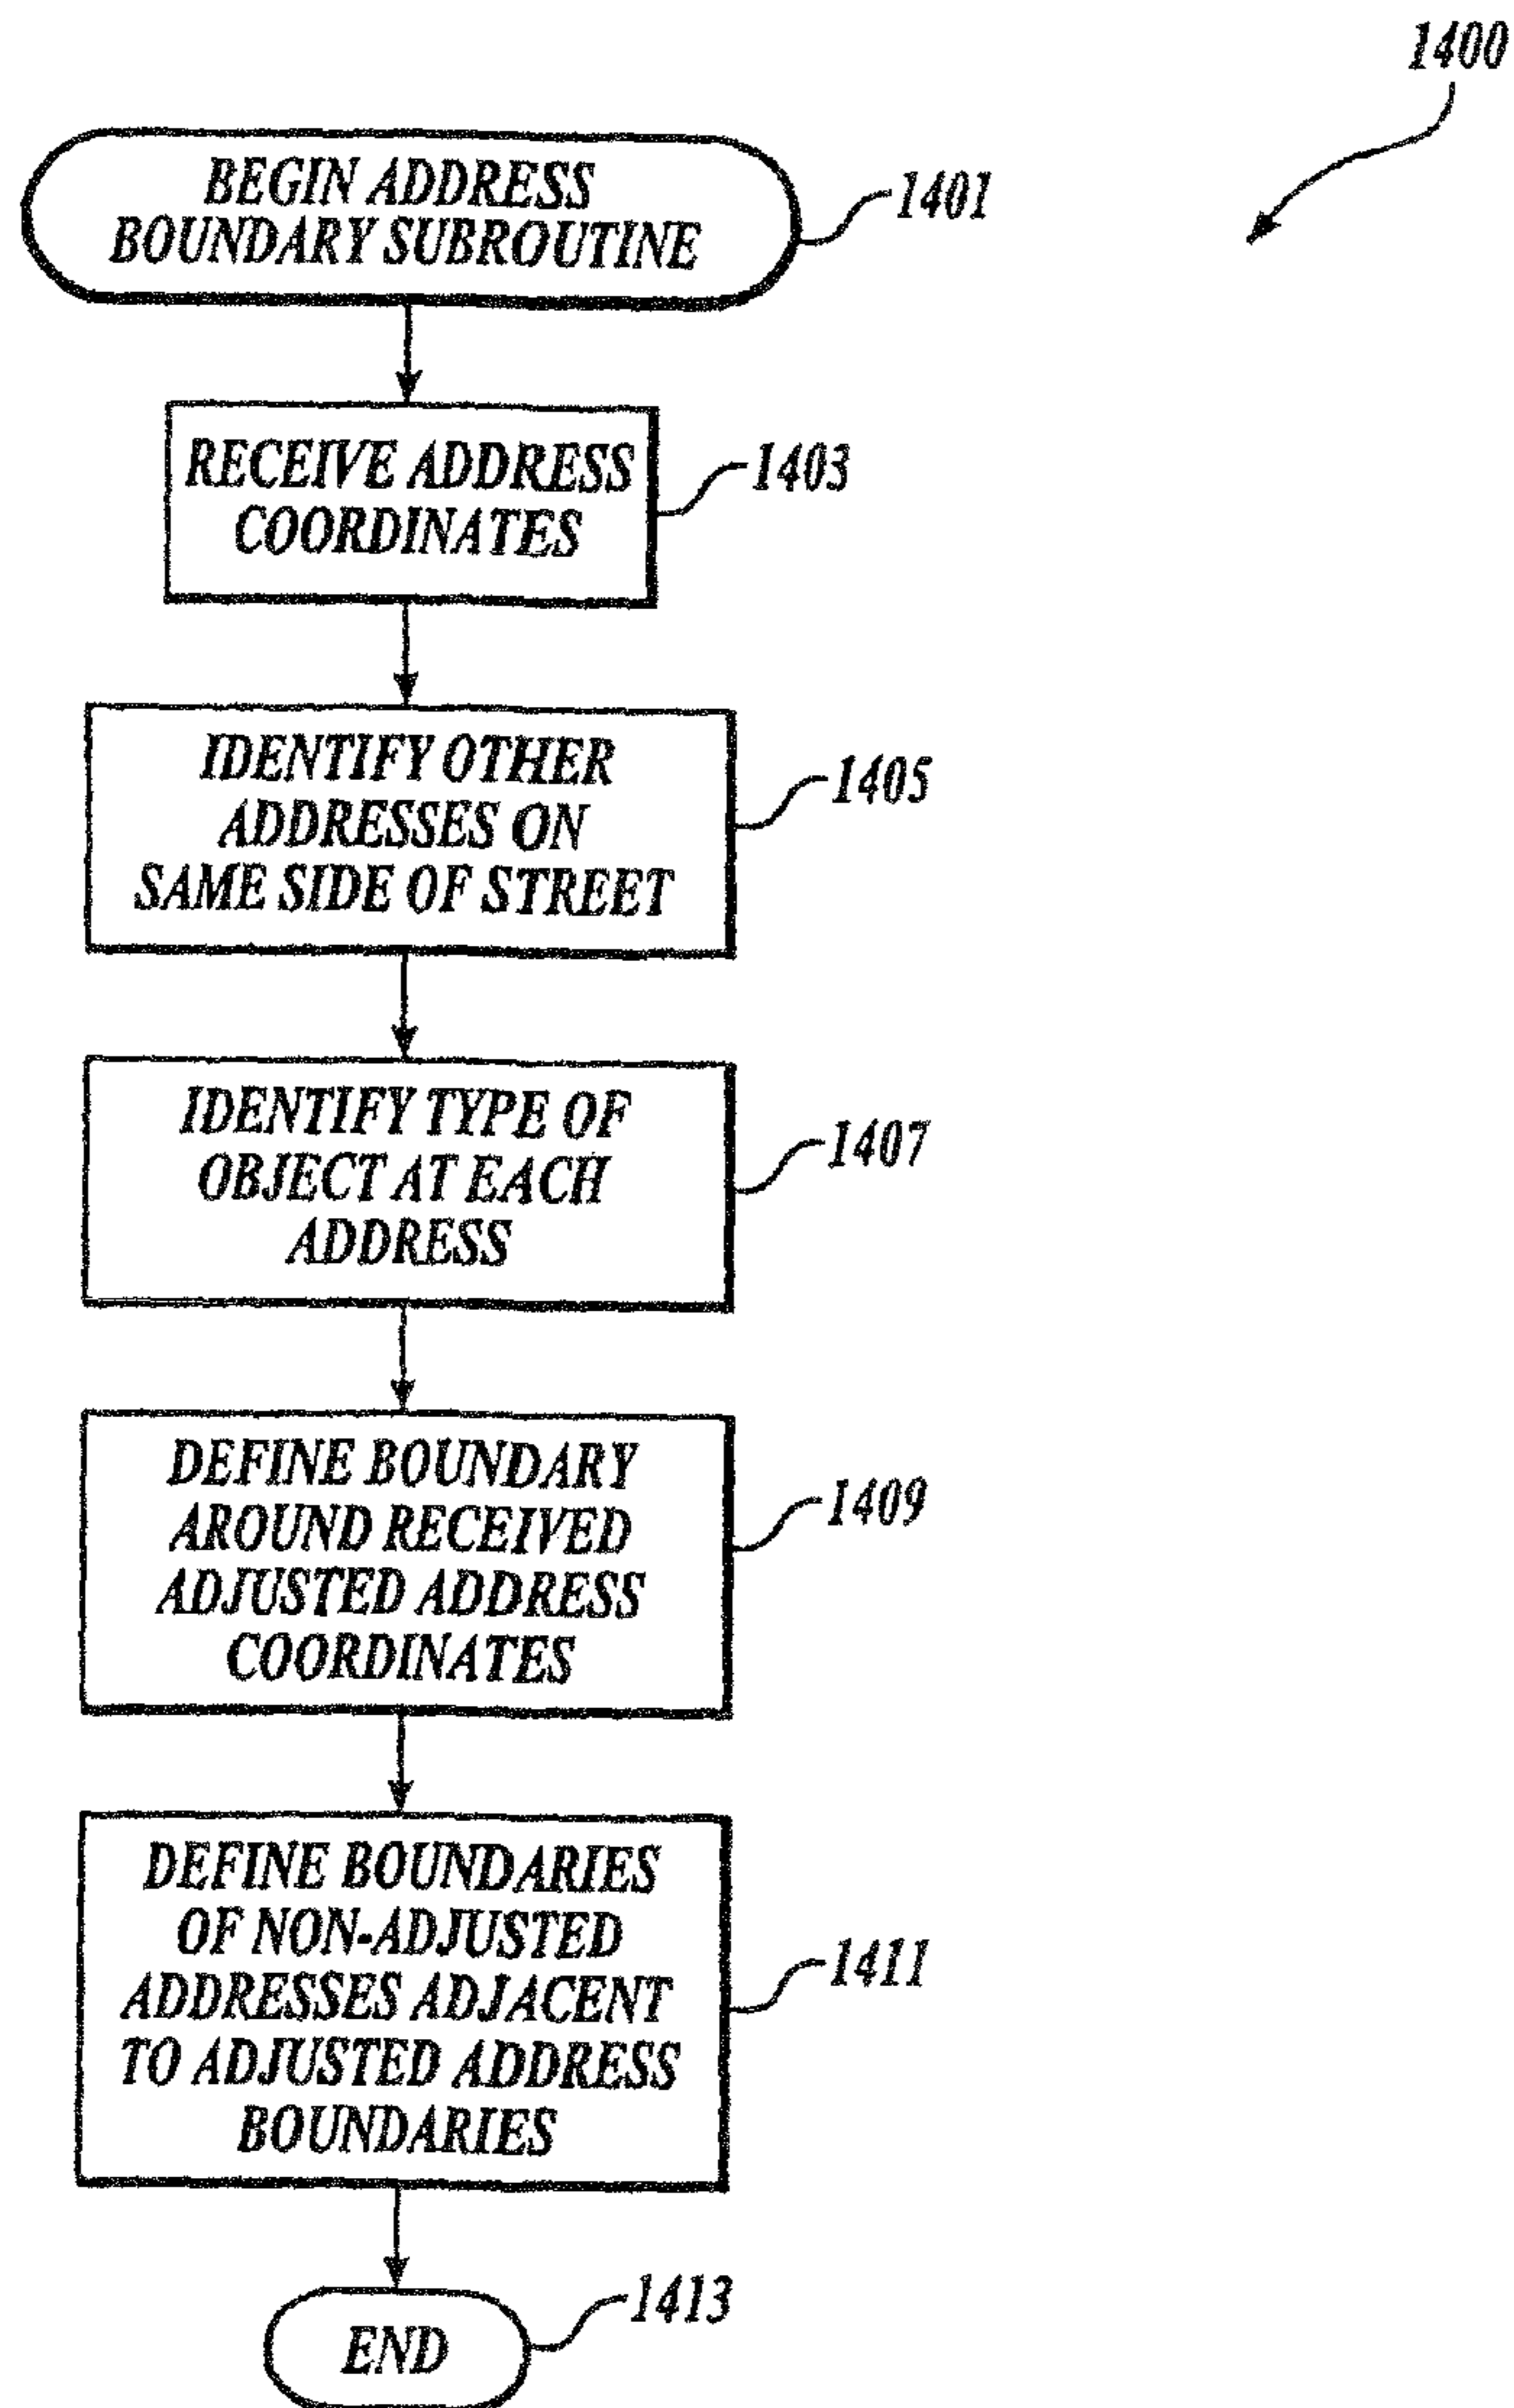 1400
BEGIN ADDRESS
BOUNDARY SUBROUTINE
1401
RECEIVE ADDRESS
COORDINATES
1403
IDENTIFY OTHER
ADDRESSES ON
SAME SIDE OF STREET
1405
IDENTIFY TYPE OF
OBJECT AT EACH
ADDRESS
1407
DEFINE BOUNDARY
AROUND RECEIVED
ADJUSTED ADDRESS
COORDINATES
1409
DEFINE BOUNDARIES
OF NON-ADJUSTED
ADDRESSES ADJACENT
TO ADJUSTED ADDRESS
BOUNDARIES
1411
END
1413